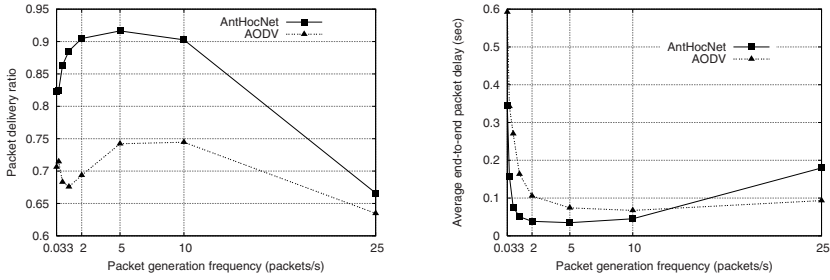 Packet delivery ratio
0.95
0.9
0.85
0.8
0.75
0.7
0.65
0.6
AntHocNet
AODV
0.033 2 5 10 25
Packet generation frequency (packets/s)
Average end-to-end packet delay (sec)
0.6
0.5
0.4
0.3
0.2
0.1
0
AntHocNet
AODV
0.033 2 5 10 25
Packet generation frequency (packets/s)